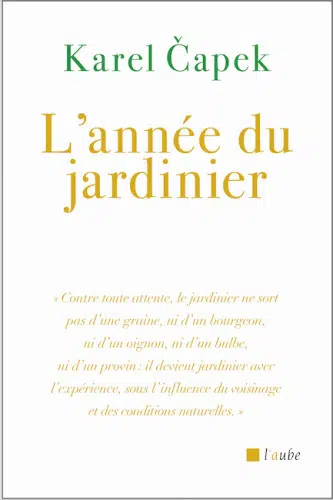 Karel Čapek
L'année du
jardinier
« Contre toute attente, le jardinier ne sort
pas d'une graine, ni d'un bourgeon,
ni d'un oignon, ni d'un bulbe,
ni d'un provin : il devient jardinier avec
l'expérience, sous l'influence du voisinage
et des conditions naturelles. »
l'aube